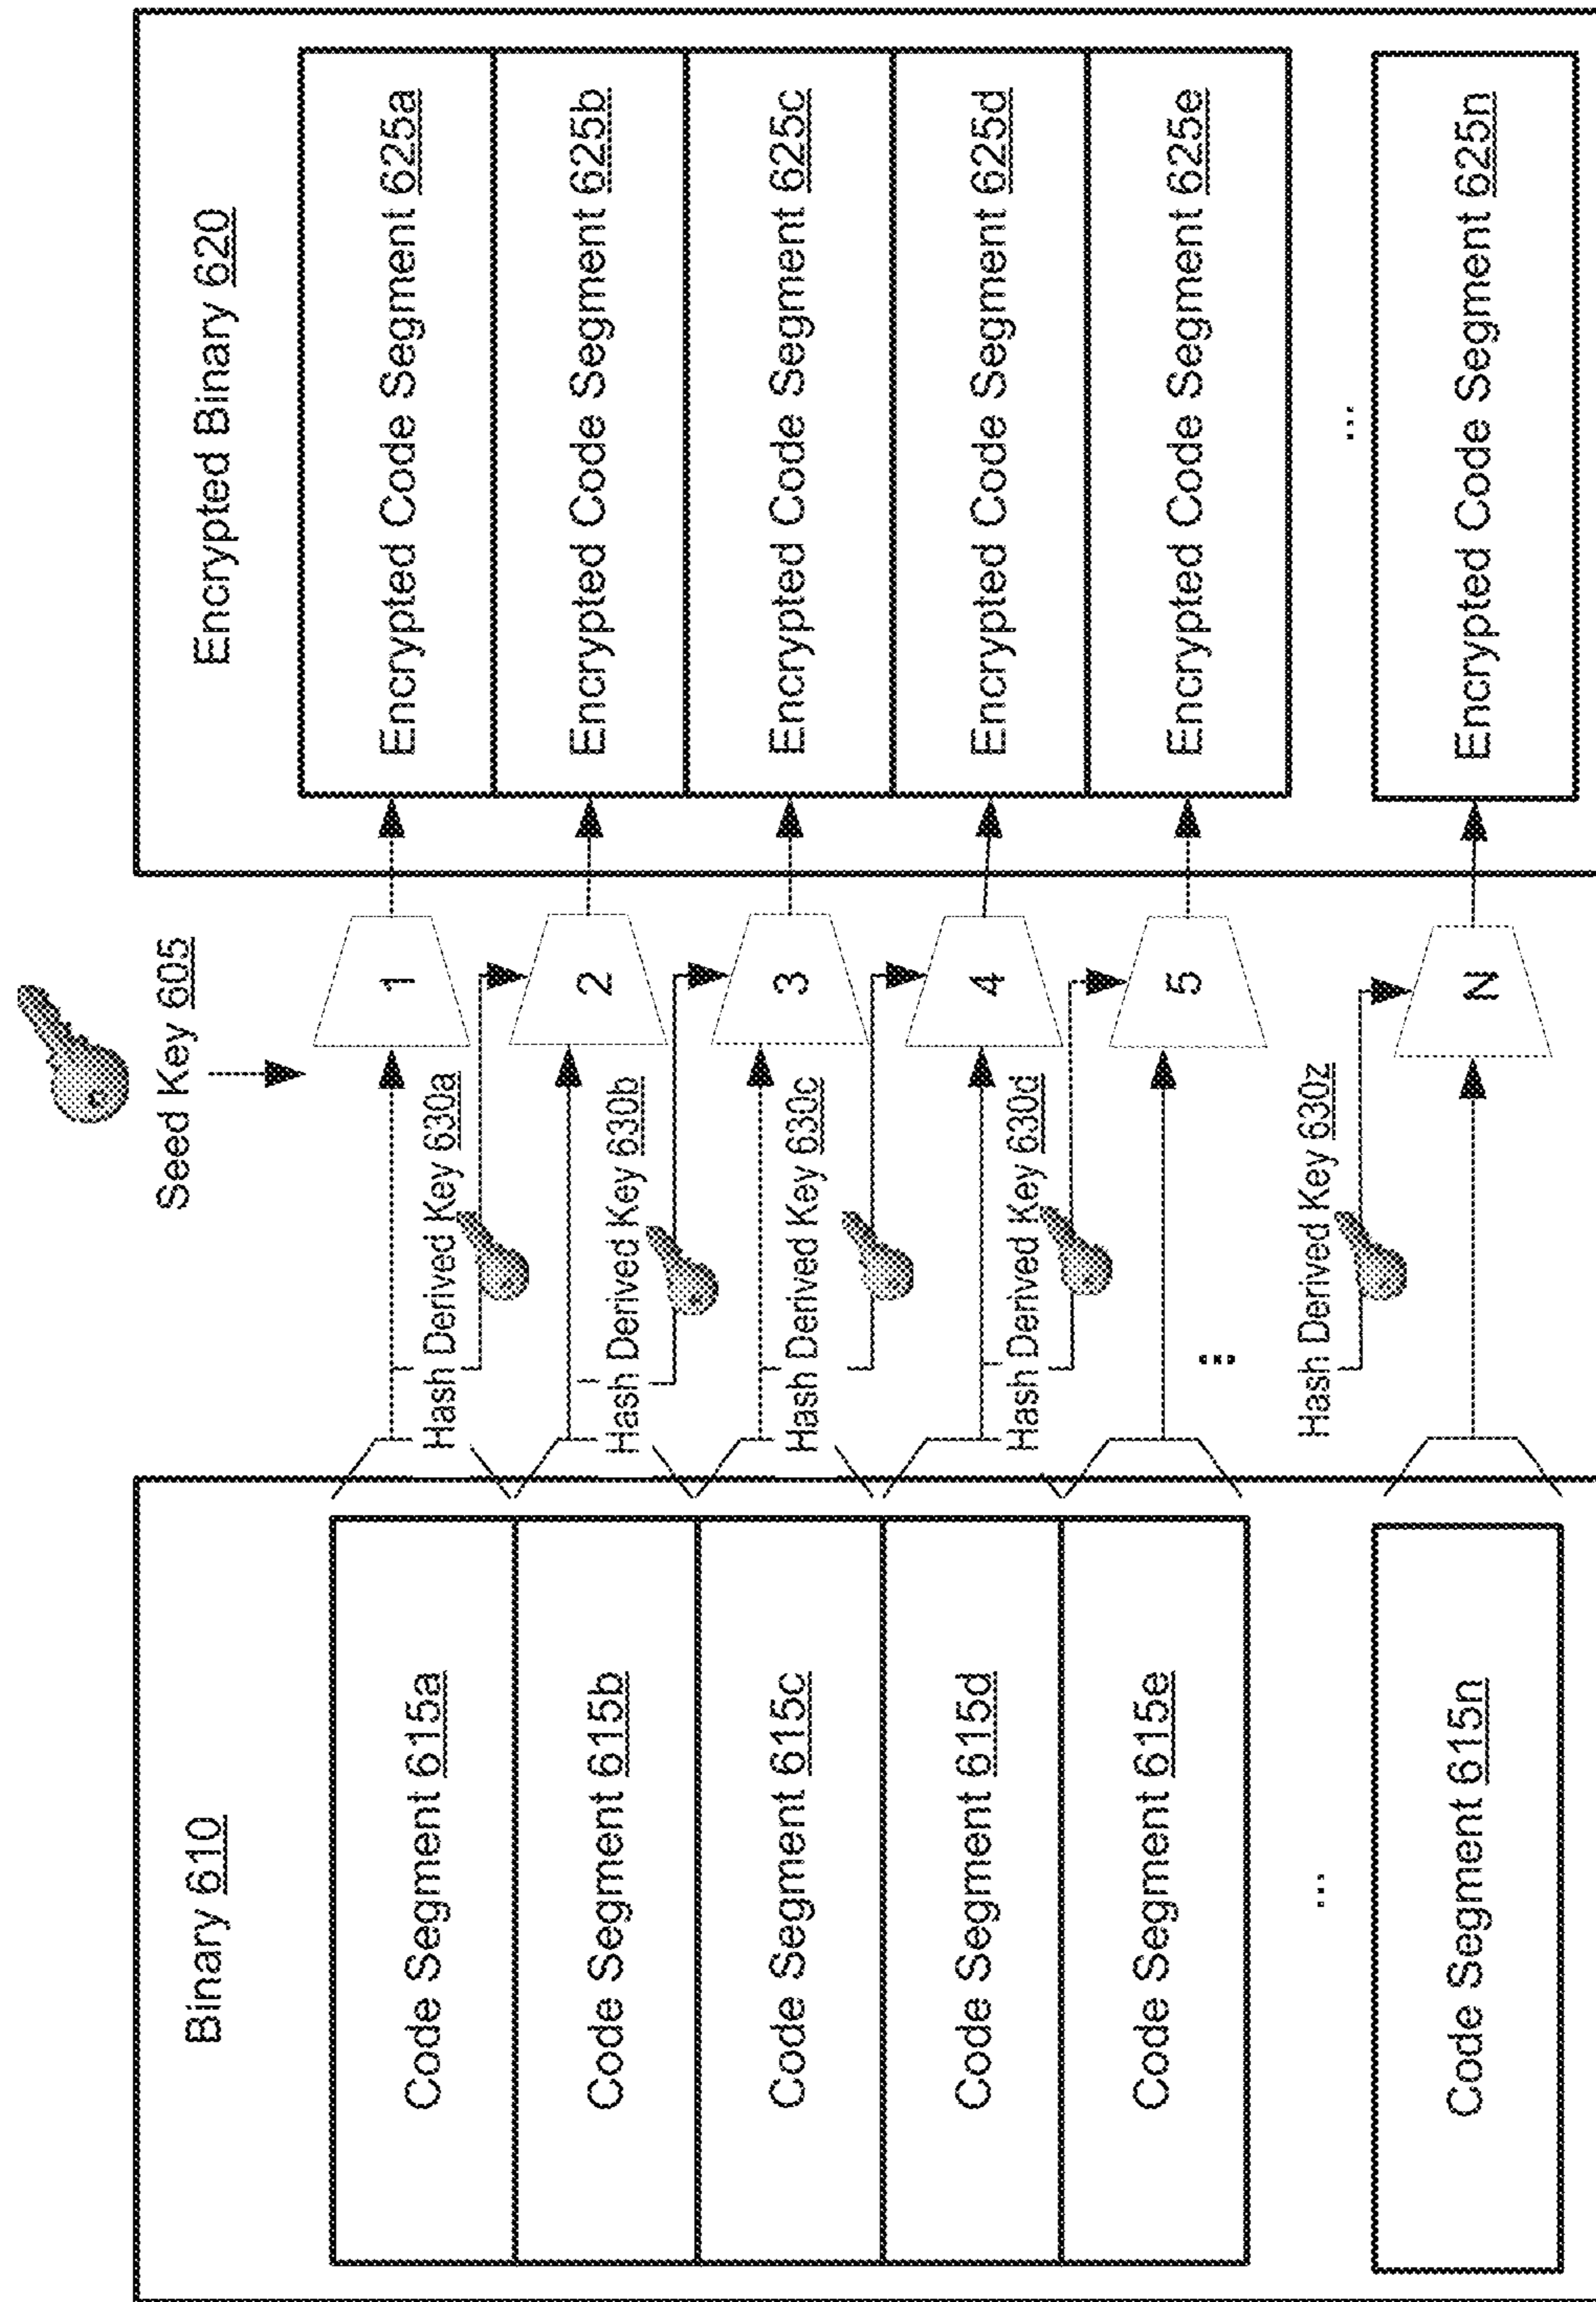 Seed Key 605
Binary 610
Code Segment 615a
Code Segment 615b
Code Segment 615c
Code Segment 615d
Code Segment 615e
...
Code Segment 615n
Hash Derived Key 630a
Hash Derived Key 630b
Hash Derived Key 630c
Hash Derived Key 630d
...
Hash Derived Key 630z
1
2
3
4
5
N
Encrypted Binary 620
Encrypted Code Segment 625a
Encrypted Code Segment 625b
Encrypted Code Segment 625c
Encrypted Code Segment 625d
Encrypted Code Segment 625e
...
Encrypted Code Segment 625n